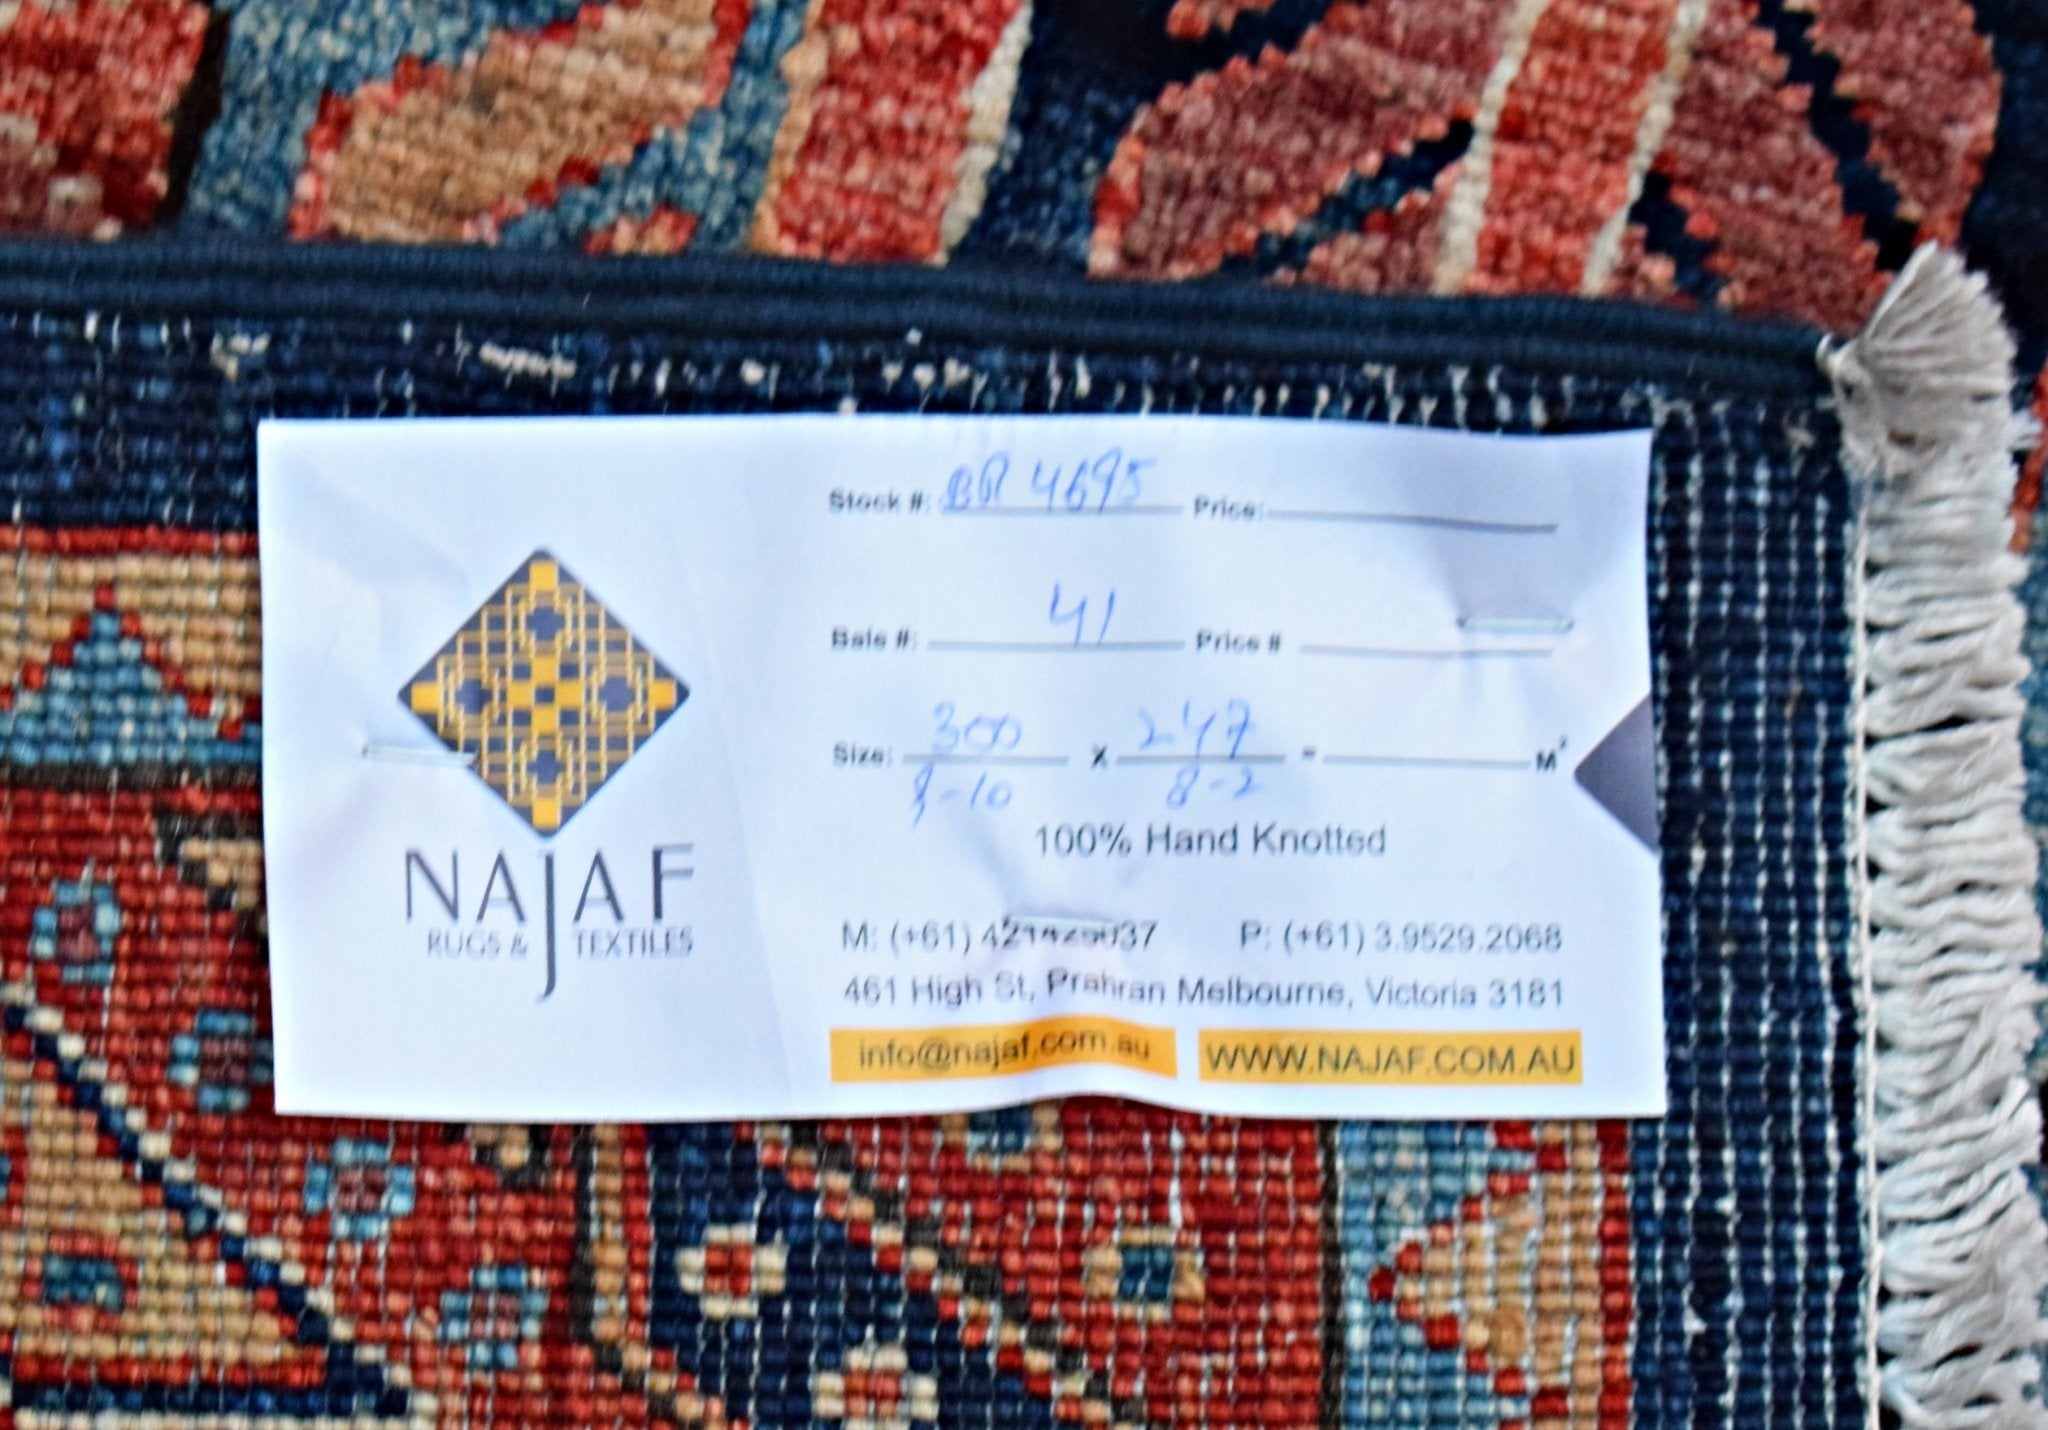 NAJAF
RUGS & TEXTILES
Stock #: BR 4695 Price:
Bale #: 41 Price #
Size: 300 x 247 = M²
9-10 8-2
100% Hand Knotted
M: (+61) P: (+61) 3.9529.2068
461 High St, Prahran Melbourne, Victoria 3181
info@najaf.com.au WWW.NAJAF.COM.AU